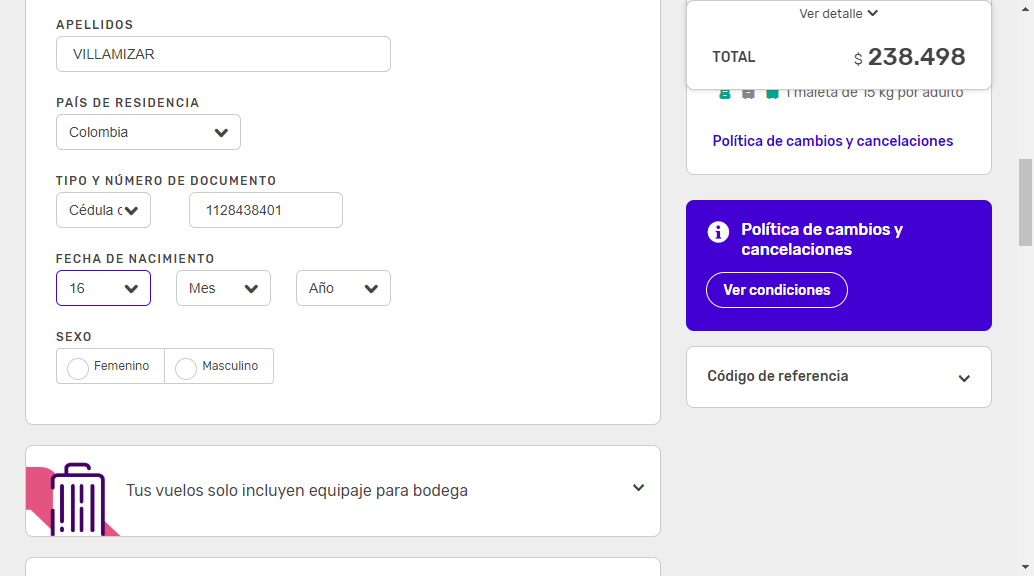 APELLIDOS
VILLAMIZAR
PAÍS DE RESIDENCIA
Colombia
TIPO Y NÚMERO DE DOCUMENTO
Cédula c
1128438401
FECHA DE NACIMIENTO
16
Mes
Año
SEXO
Femenino
Masculino
Tus vuelos solo incluyen equipaje para bodega
Ver detalle
TOTAL
$ 238.498
1 maleta de 15 kg por adulto
Política de cambios y cancelaciones
Política de cambios y
cancelaciones
Ver condiciones
Código de referencia